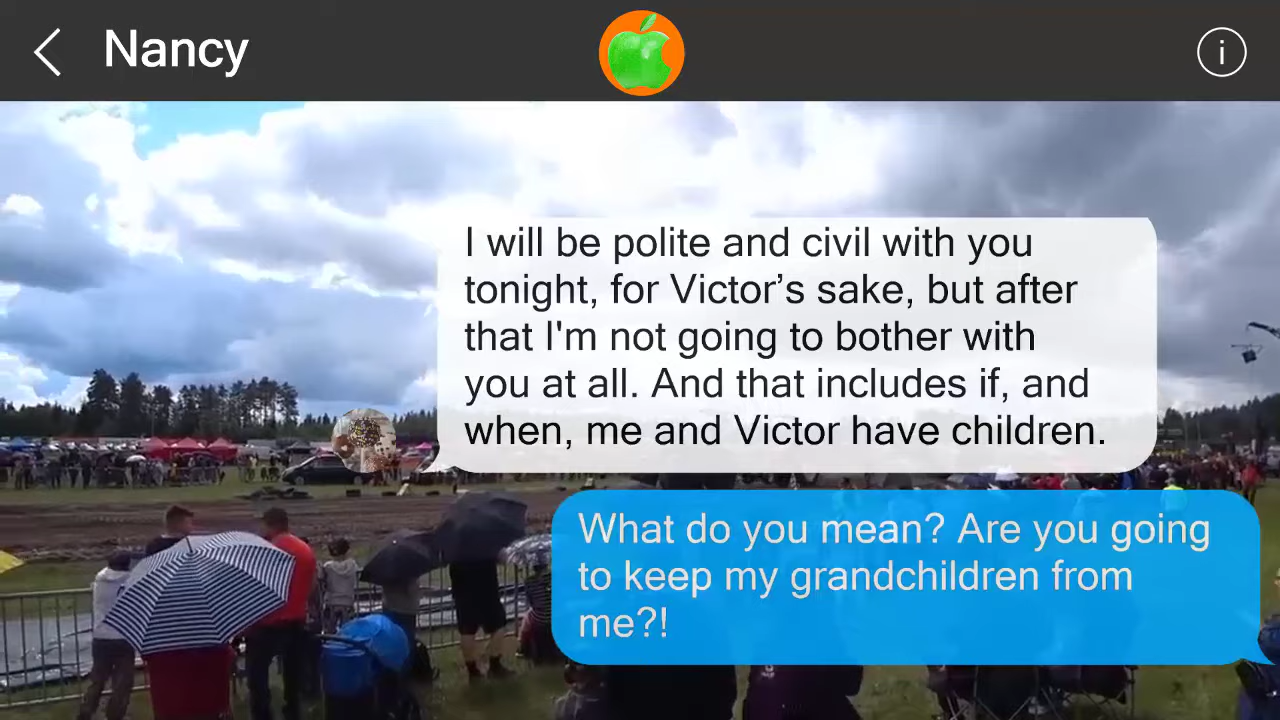 Nancy
i
I will be polite and civil with you
tonight, for Victor’s sake, but after
that I'm not going to bother with
you at all. And that includes if, and
when, me and Victor have children.
What do you mean? Are you going
to keep my grandchildren from
me?!